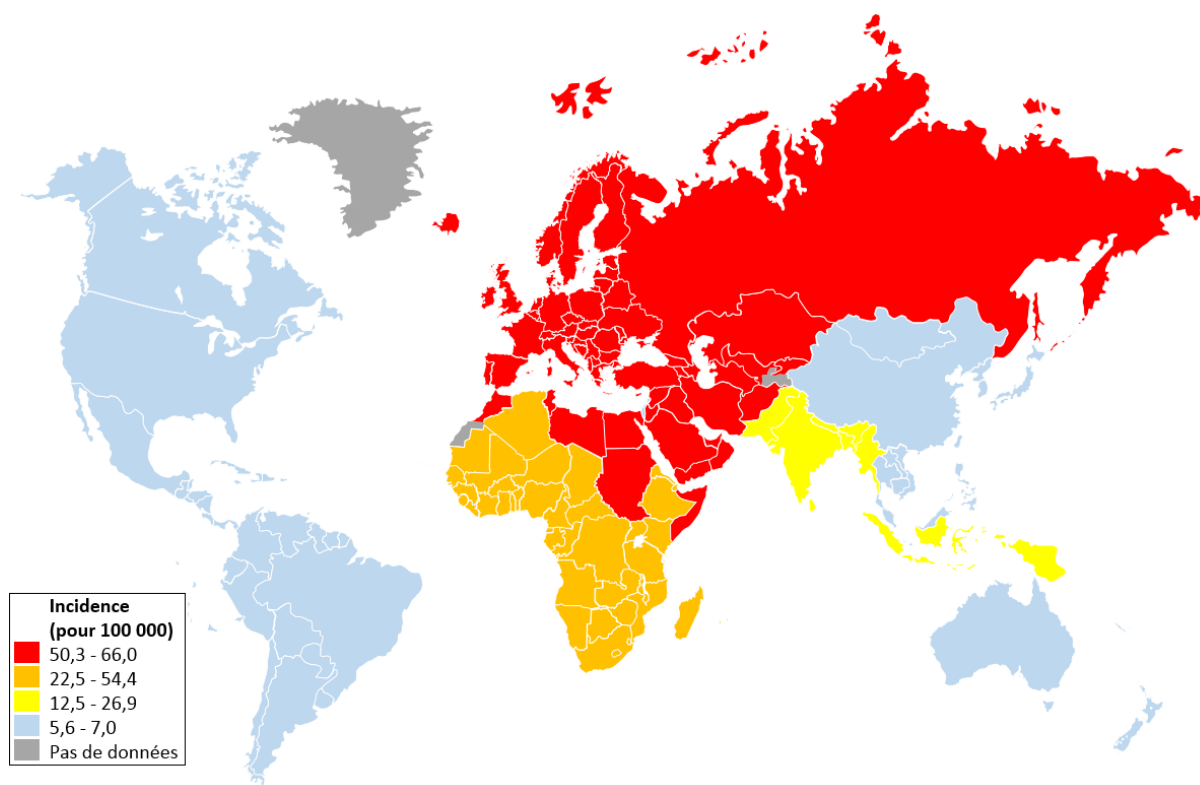 Incidence
(pour 100 000)
50,3 - 66,0
22,5 - 54,4
12,5 - 26,9
5,6 - 7,0
Pas de données